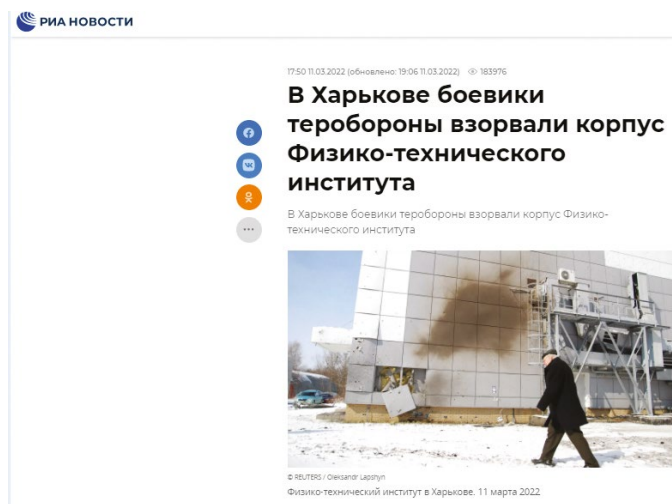 РИА НОВОСТИ
17:50 11.03.2022 (обновлено: 19:06 11.03.2022) 183976
В Харькове боевики
теробороны взорвали корпус
Физико-технического
института
В Харькове боевики теробороны взорвали корпус Физико-
технического института
© REUTERS / Oleksandr Lapshyn
Физико-технический институт в Харькове. 11 марта 2022